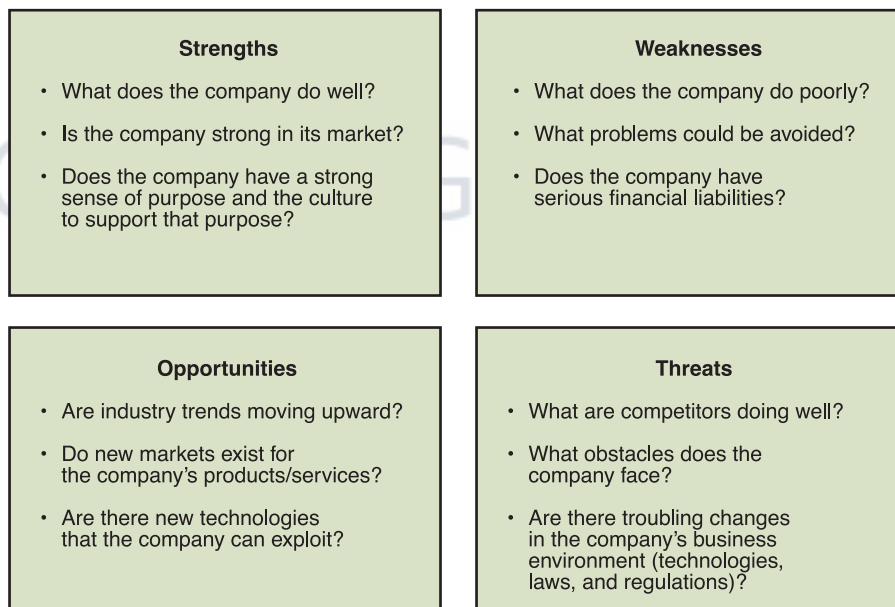 Strengths
• What does the company do well?
• Is the company strong in its market?
• Does the company have a strong
sense of purpose and the culture
to support that purpose?
Weaknesses
• What does the company do poorly?
• What problems could be avoided?
• Does the company have
serious financial liabilities?
Opportunities
• Are industry trends moving upward?
• Do new markets exist for
the company’s products/services?
• Are there new technologies
that the company can exploit?
Threats
• What are competitors doing well?
• What obstacles does the
company face?
• Are there troubling changes
in the company’s business
environment (technologies,
laws, and regulations)?